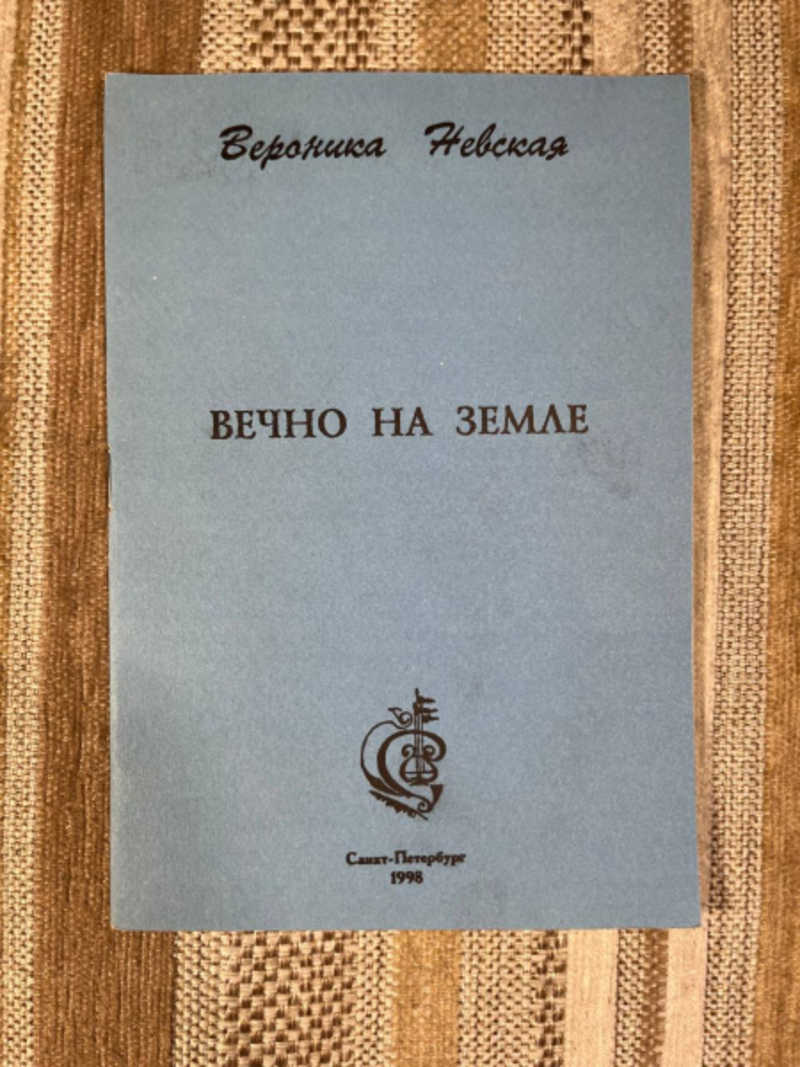 Вероника Невская
ВЕЧНО НА ЗЕМЛЕ
Санкт-Петербург
1998